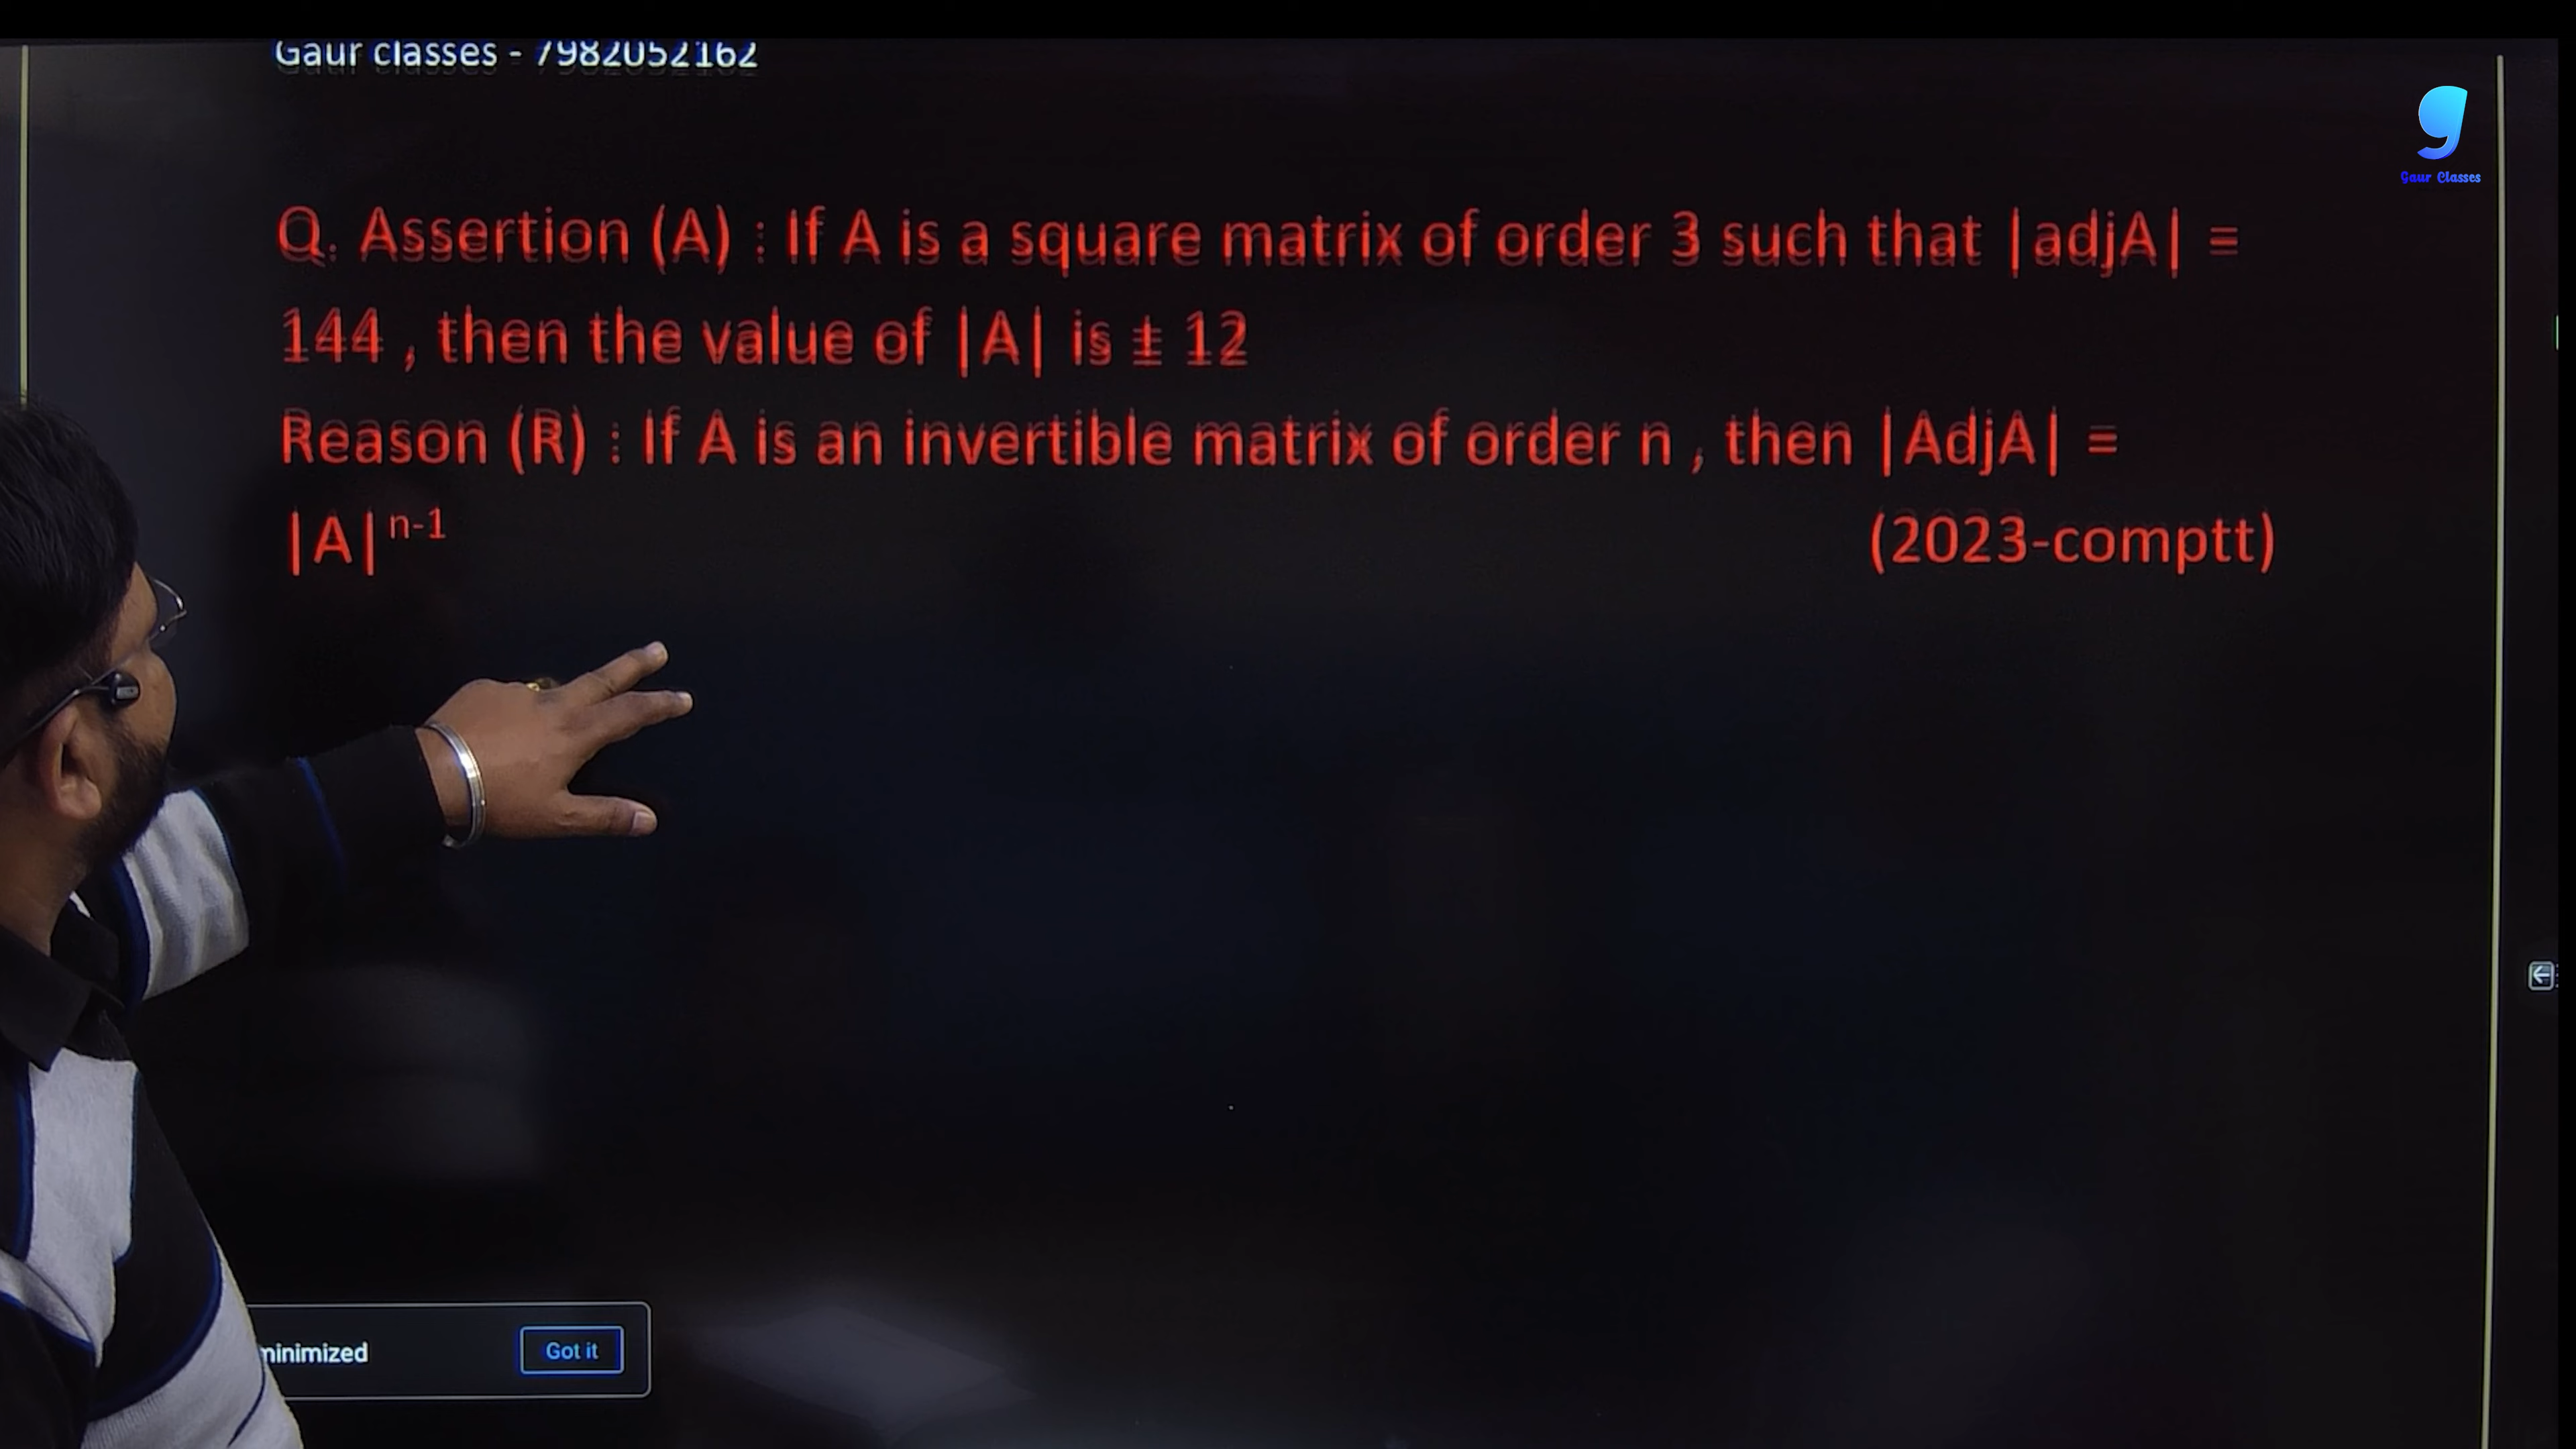 Gaur classes - 7982052162
g
Gaur Classes
Q. Assertion (A) : If A is a square matrix of order 3 such that |adjA| =
144 , then the value of |A| is ± 12
Reason (R) : If A is an invertible matrix of order n , then |AdjA| =
|A|ⁿ⁻¹
(2023-comptt)
minimized
Got it